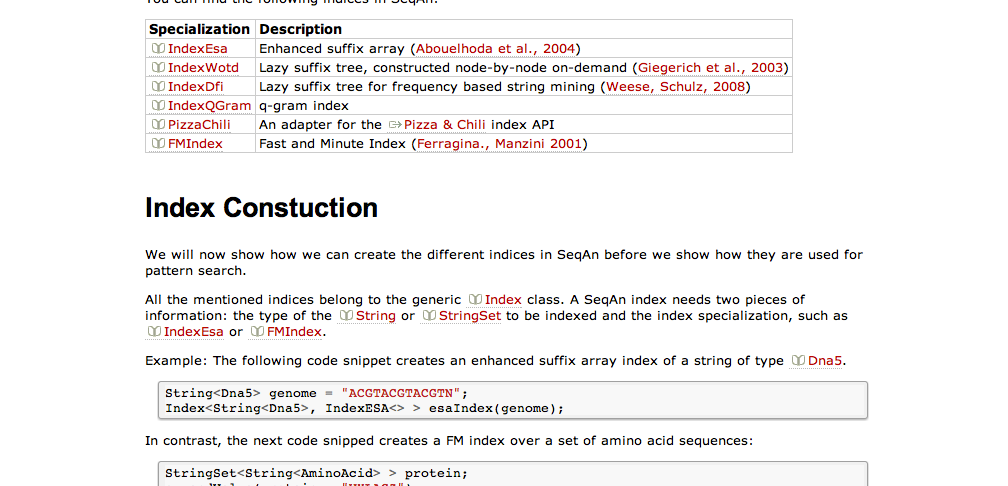 You can find the following indices in SeqAn:
Specialization Description
IndexEsa Enhanced suffix array (Abouelhoda et al., 2004)
IndexWotd Lazy suffix tree, constructed node-by-node on-demand (Giegerich et al., 2003)
IndexDfi Lazy suffix tree for frequency based string mining (Weese, Schulz, 2008)
IndexQGram q-gram index
PizzaChili An adapter for the Pizza & Chili index API
FMIndex Fast and Minute Index (Ferragina., Manzini 2001)
Index Constuction
We will now show how we can create the different indices in SeqAn before we show how they are used for
pattern search.
All the mentioned indices belong to the generic Index class. A SeqAn index needs two pieces of
information: the type of the String or StringSet to be indexed and the index specialization, such as
IndexEsa or FMIndex.
Example: The following code snippet creates an enhanced suffix array index of a string of type Dna5.
String<Dna5> genome = "ACGTACGTACGTN";
Index<String<Dna5>, IndexESA<> > esaIndex(genome);
In contrast, the next code snipped creates a FM index over a set of amino acid sequences:
StringSet<String<AminoAcid> > protein;